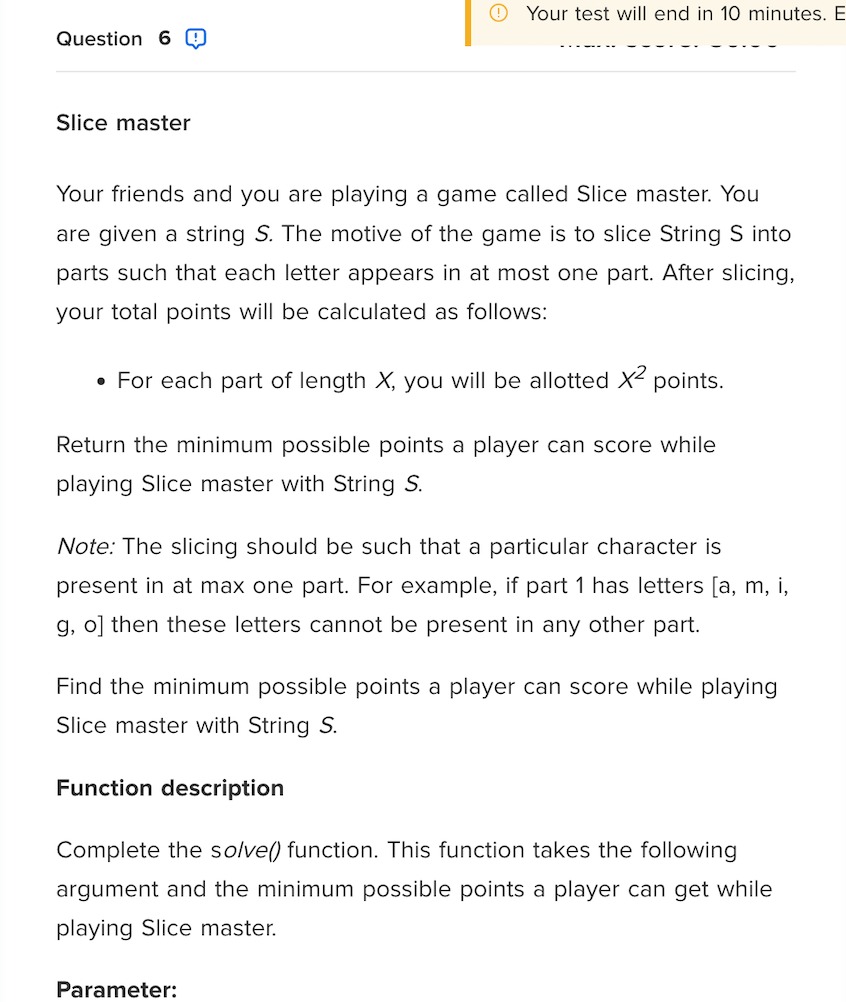 Your test will end in 10 minutes. E
Question 6
Slice master
Your friends and you are playing a game called Slice master. You
are given a string S. The motive of the game is to slice String S into
parts such that each letter appears in at most one part. After slicing,
your total points will be calculated as follows:
• For each part of length X, you will be allotted X² points.
Return the minimum possible points a player can score while
playing Slice master with String S.
Note: The slicing should be such that a particular character is
present in at max one part. For example, if part 1 has letters [a, m, i,
g, o] then these letters cannot be present in any other part.
Find the minimum possible points a player can score while playing
Slice master with String S.
Function description
Complete the solve() function. This function takes the following
argument and the minimum possible points a player can get while
playing Slice master.
Parameter: